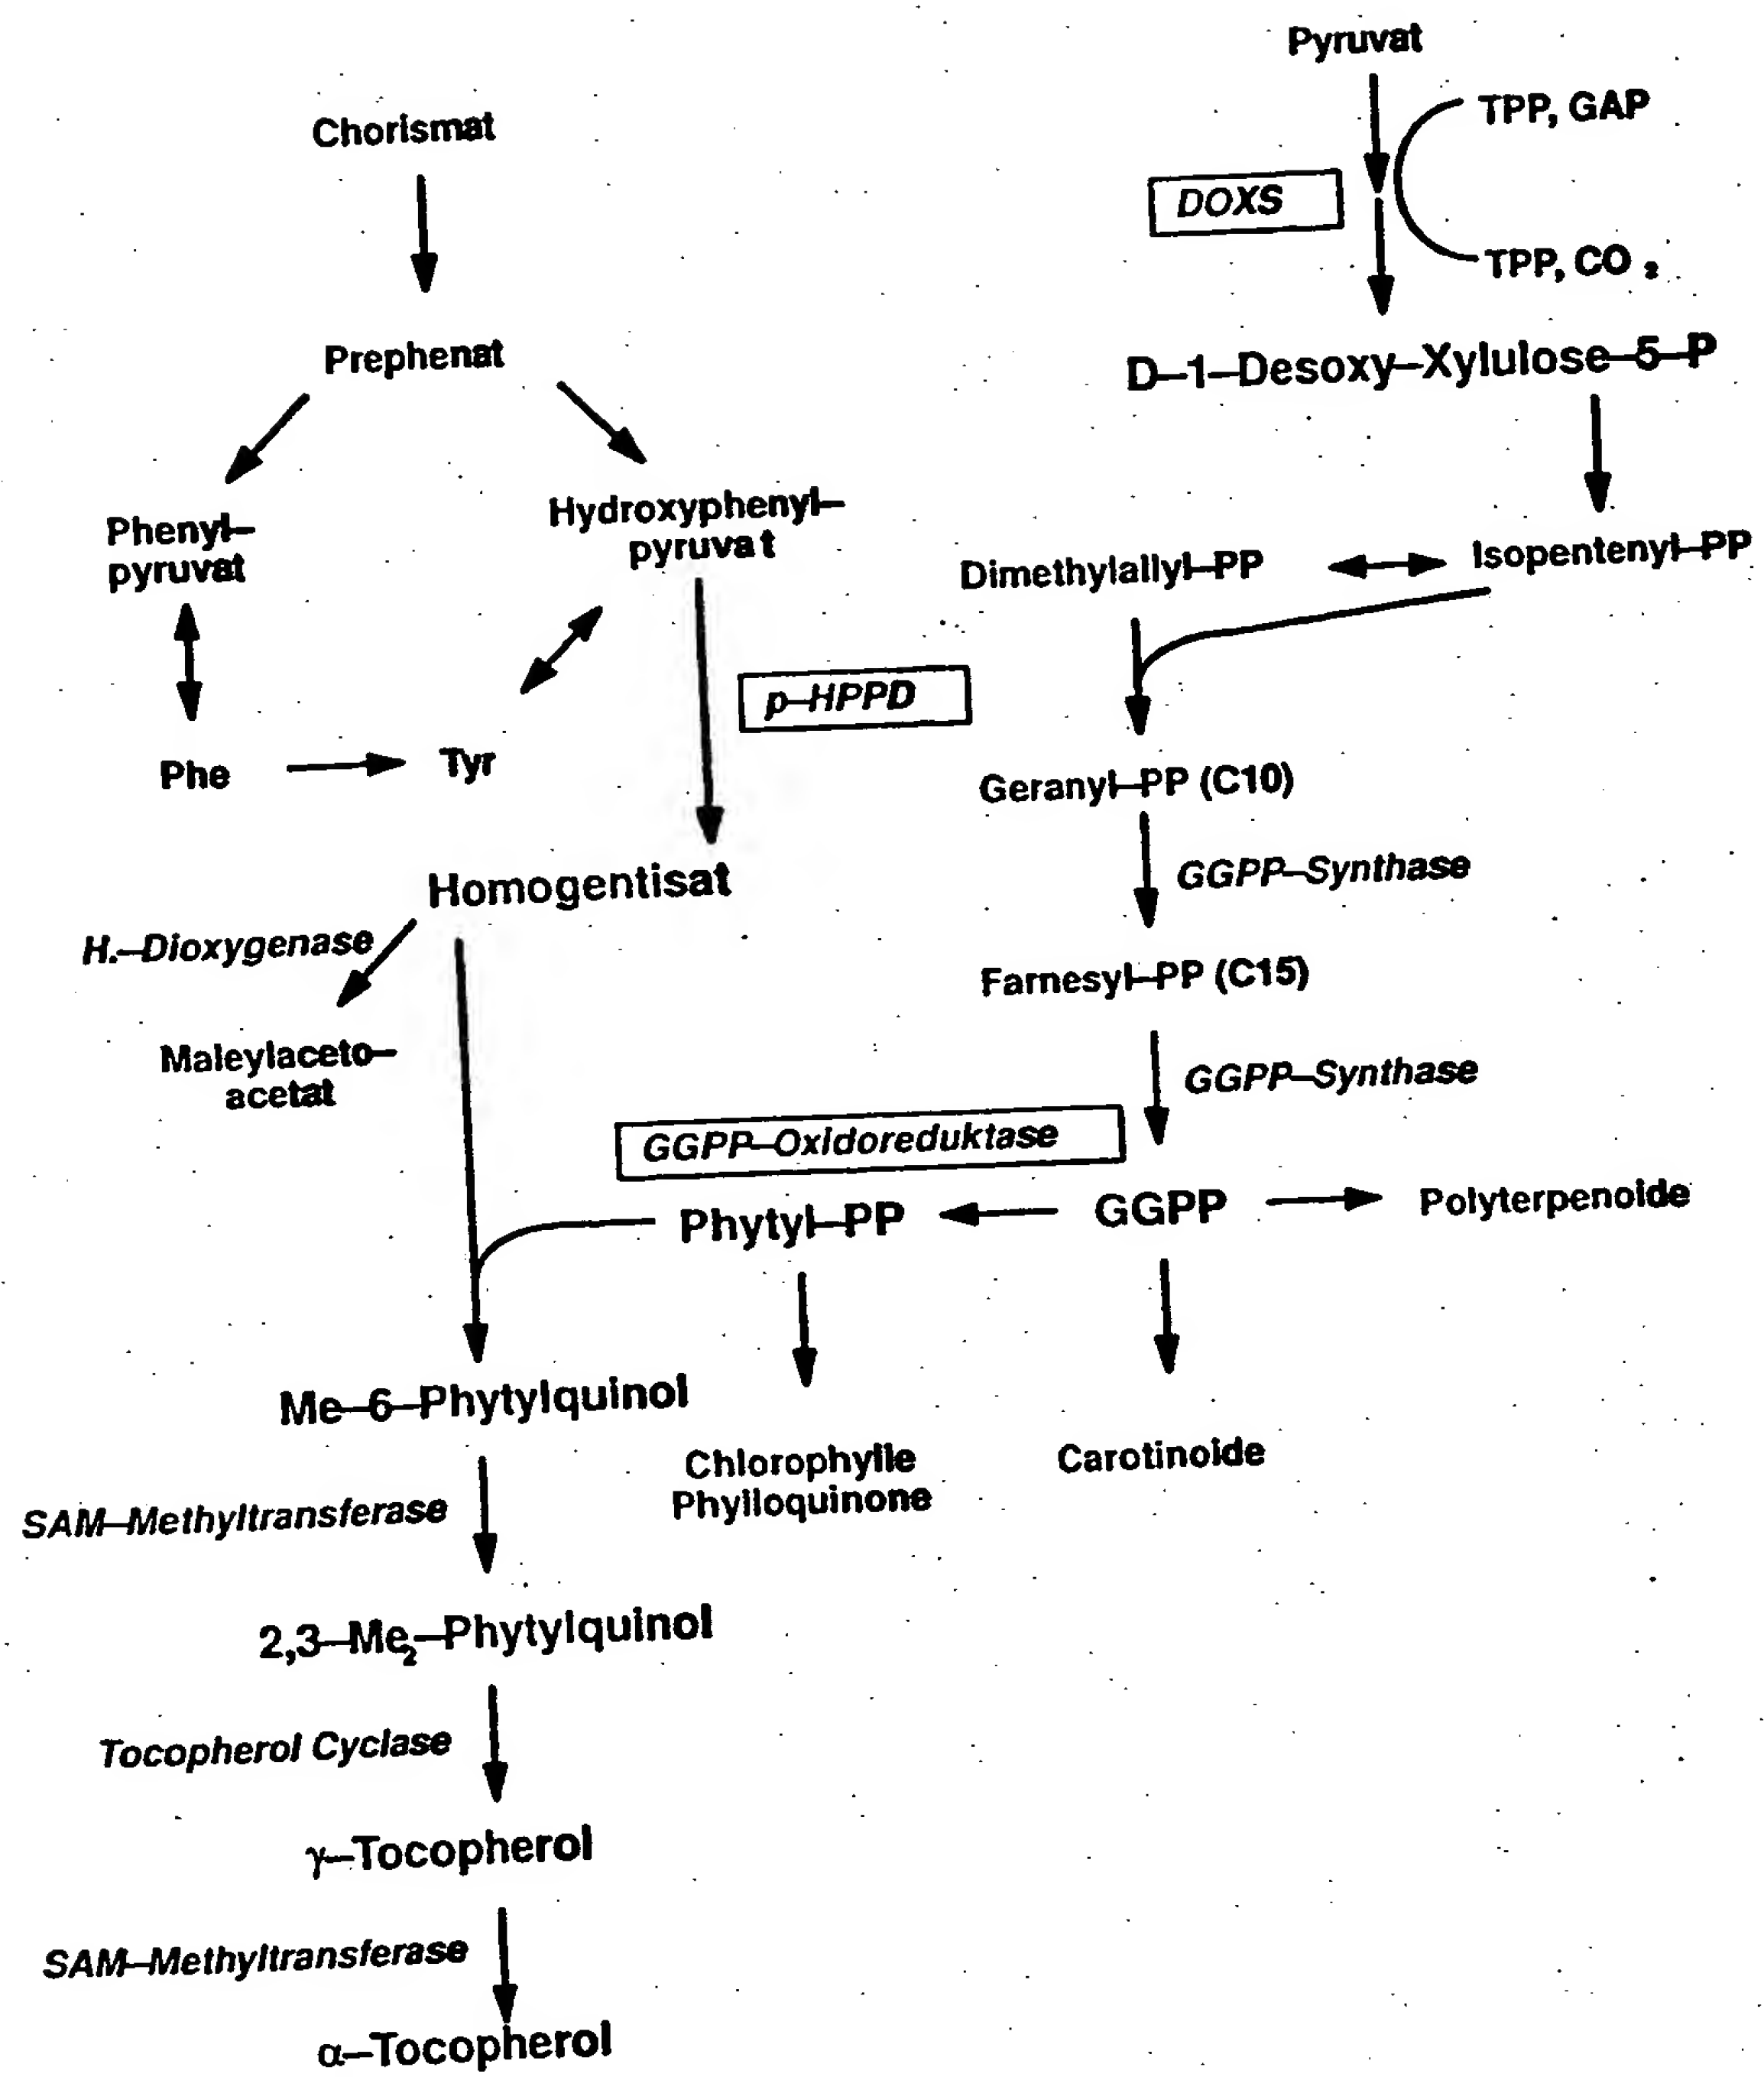 Pyruvat
TPP, GAP
Chorismat
DOXS
TPP, CO₂
Prephenat
D–1–Desoxy–Xylulose–5–P
Hydroxyphenyl–
pyruvat
Phenyl–
pyruvat
Dimethylallyl–PP
Isopentenyl–PP
p–HPPD
Phe
Tyr
Geranyl–PP (C10)
Homogentisat
GGPP–Synthase
H.–Dioxygenase
Farnesyl–PP (C15)
Maleylaceto–
acetat
GGPP–Synthase
GGPP–Oxidoreduktase
Phytyl–PP
GGPP
Polyterpenoide
Me–6–Phytylquinol
Chlorophylle
Phylloquinone
Carotinoide
SAM–Methyltransferase
2,3–Me₂–Phytylquinol
Tocopherol Cyclase
γ–Tocopherol
SAM–Methyltransferase
α–Tocopherol